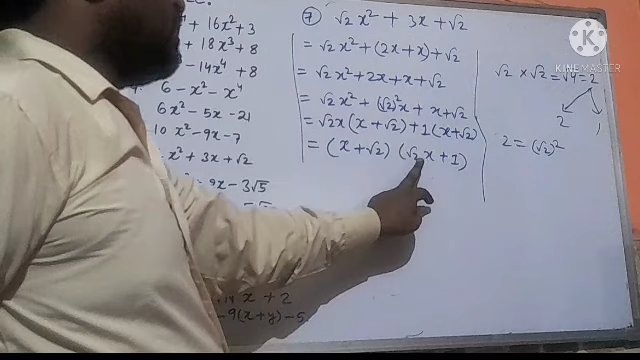 16x² + 3
+ 18x³ + 8
- 14x⁴ + 8
6 - x² - x⁴
6x² - 5x - 21
10 x² - 9x - 7
x² + 3x + √2
- 9x - 3√5
x + 2
- 9(x + y) - 5
⑦ √2 x² + 3x + √2
= √2 x² + (2x + x) + √2
= √2 x² + 2x + x + √2
= √2 x² + (√2)² x + x + √2
= √2 x (x + √2) + 1 (x + √2)
= (x + √2) (√2 x + 1)
√2 × √2 = √4 = 2
2 1
2 = (√2)²
KINEMASTER